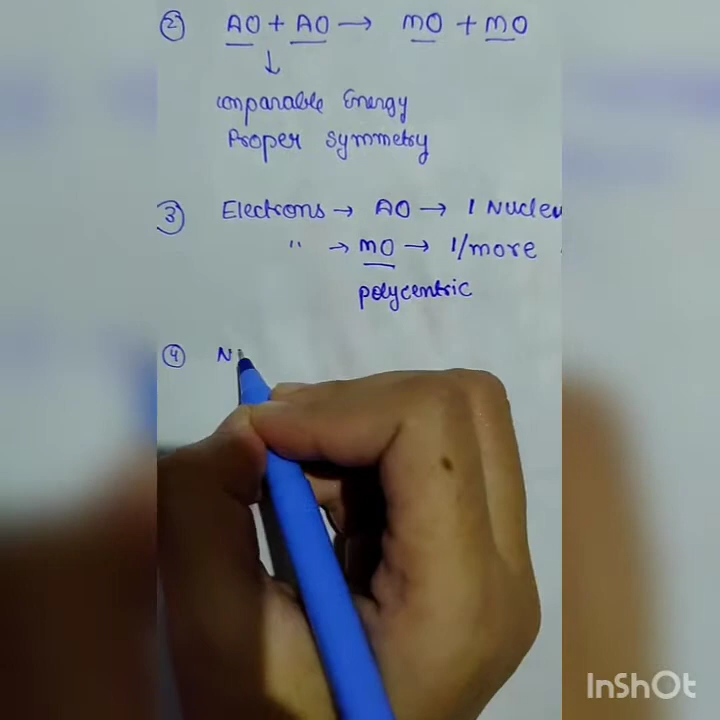 ② AO + AO → MO + MO
↓
Comparable Energy
Proper Symmetry
③ Electrons → AO → 1 Nucleu
" → MO → 1/more
polycentric
④ N
InShOt